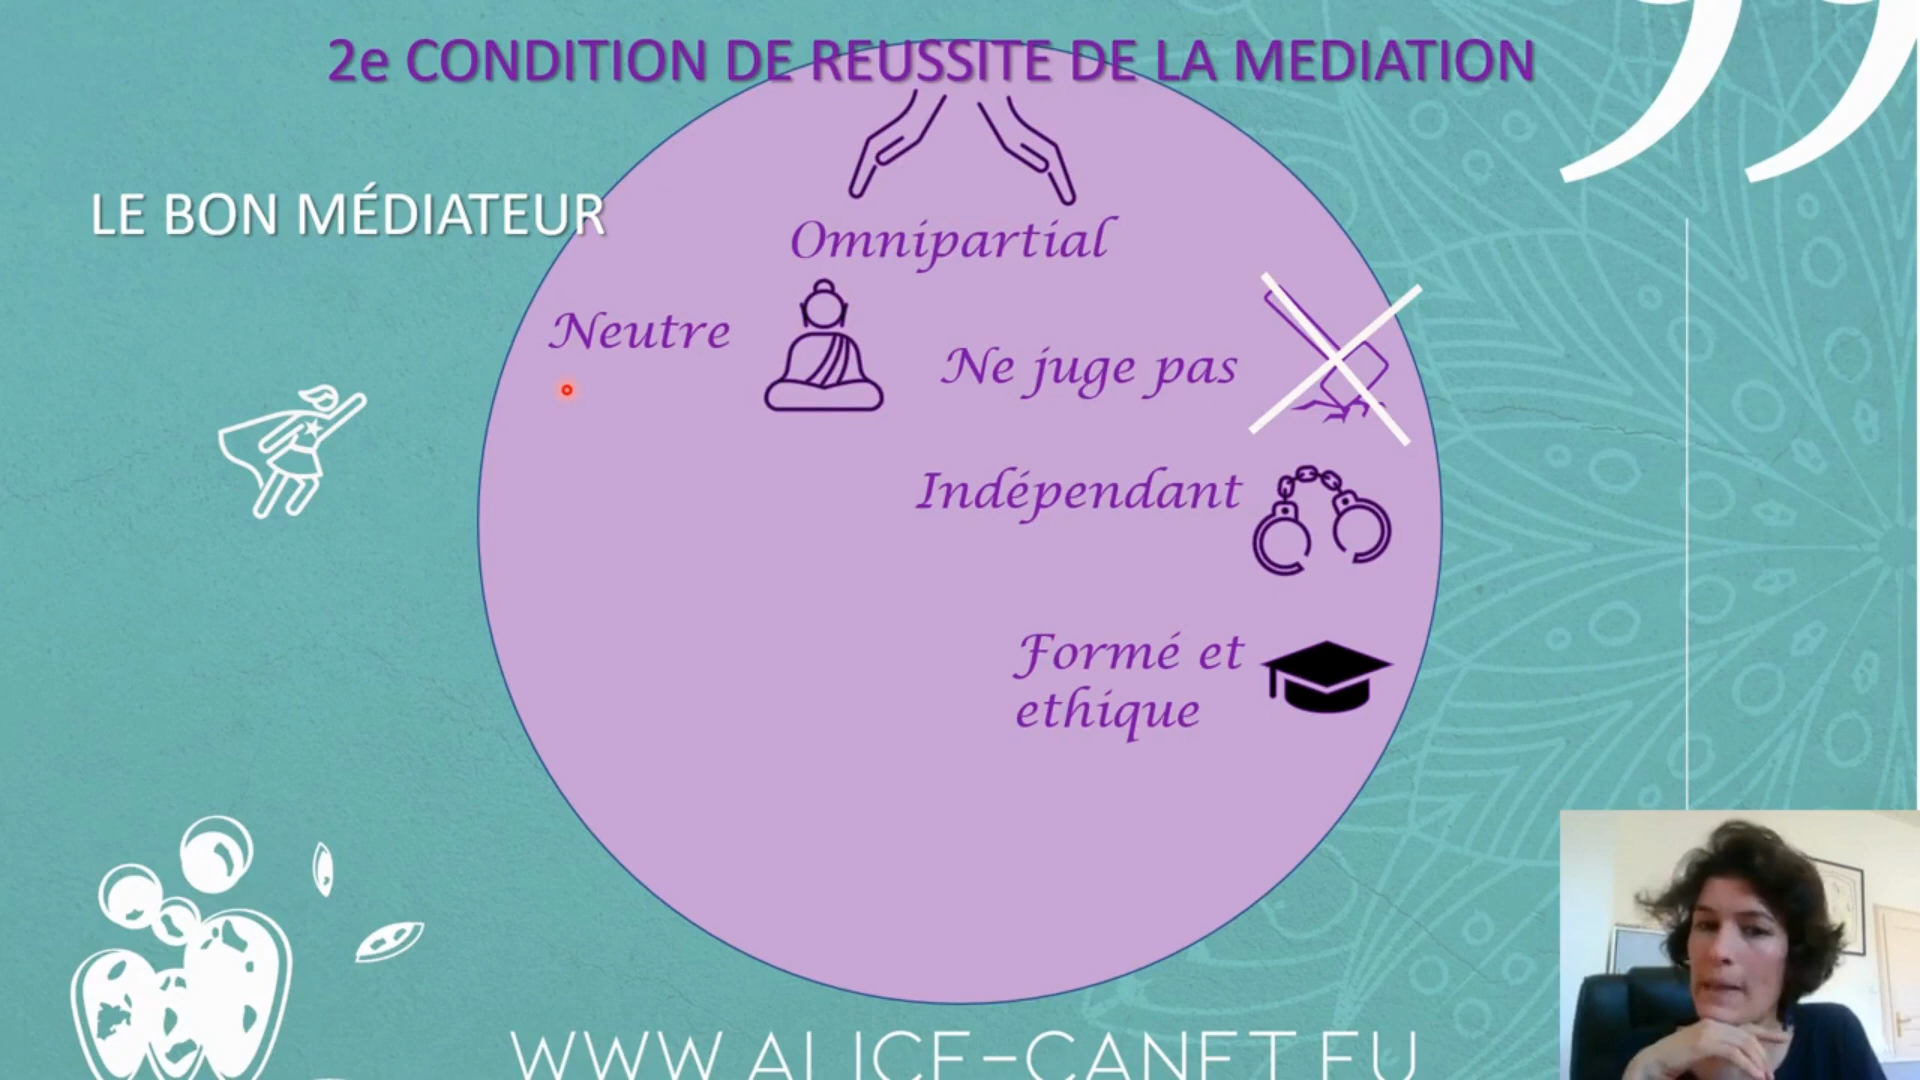 2e CONDITION DE REUSSITE DE LA MEDIATION
LE BON MÉDIATEUR
Omnipartial
Neutre
Ne juge pas
Indépendant
Formé et
ethique
WWW.ALICE-CANET.EU